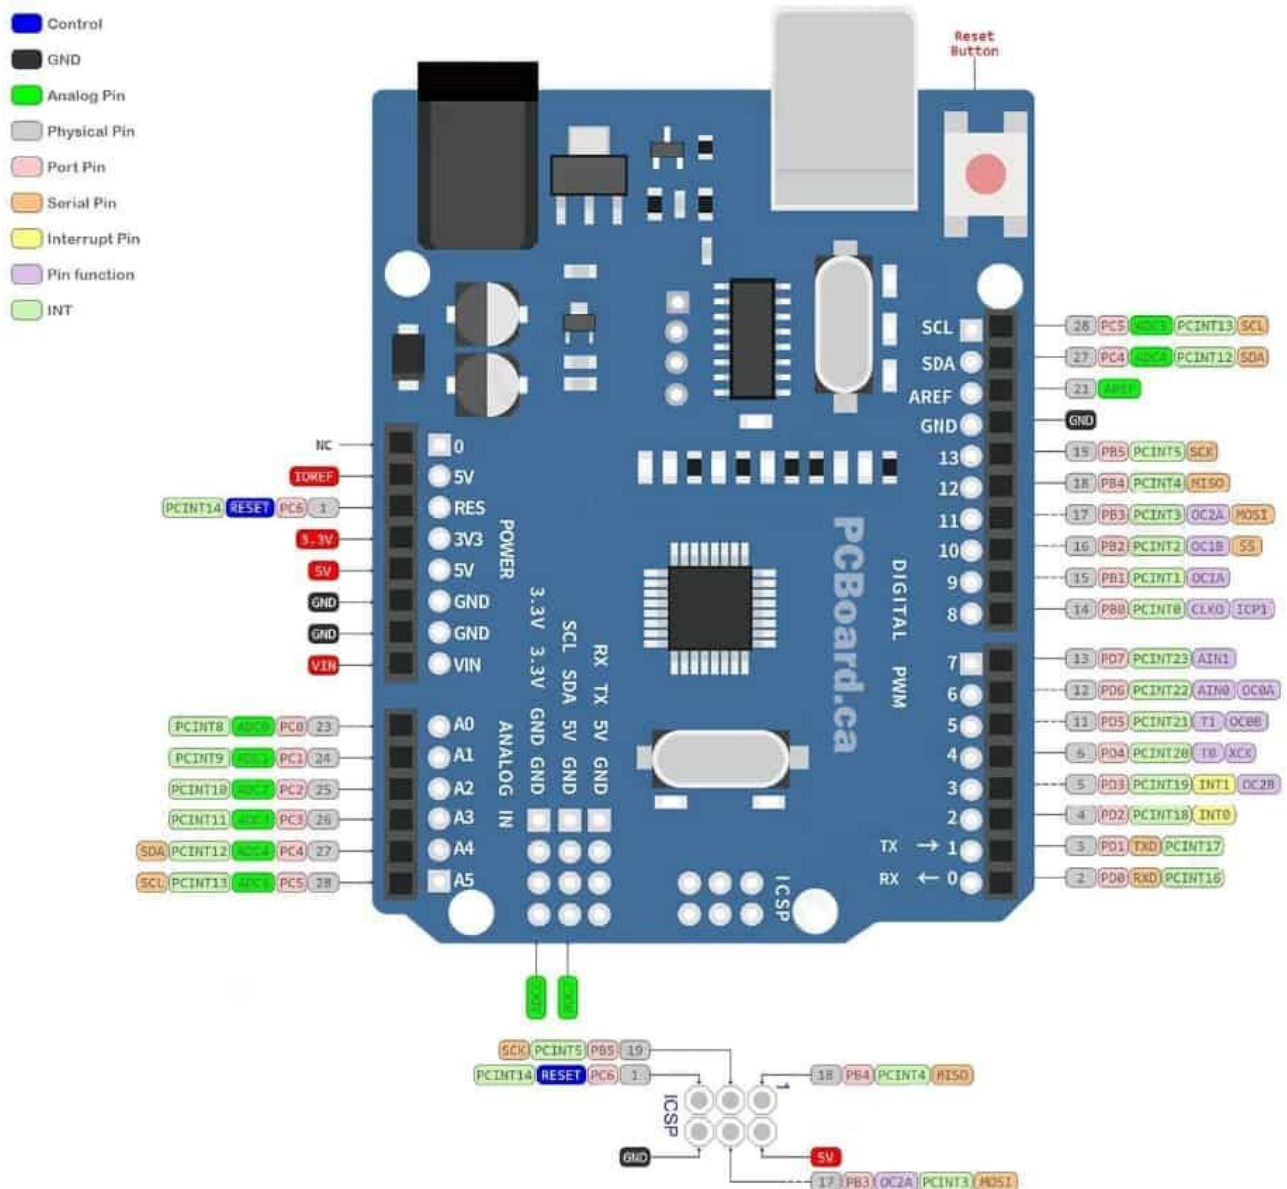 Control
GND
Analog Pin
Physical Pin
Port Pin
Serial Pin
Interrupt Pin
Pin function
INT
Reset
Button
SCL 28 PC5 ADC5 PCINT13 SCL
SDA 27 PC4 ADC4 PCINT12 SDA
AREF 21 AREF
GND GND
13 15 PB5 PCINT5 SCK
12 18 PB4 PCINT4 MISO
11 17 PB3 PCINT3 OC2A MOSI
10 16 PB2 PCINT2 OC1B SS
9 15 PB1 PCINT1 OC1A
8 14 PB0 PCINT0 CLKO ICP1
7 13 PD7 PCINT23 AIN1
6 12 PD6 PCINT22 AIN0 OC0A
5 11 PD5 PCINT21 T1 OC0B
4 6 PD4 PCINT20 T0 XCK
3 5 PD3 PCINT19 INT1 OC2B
2 4 PD2 PCINT18 INT0
TX → 1 3 PD1 TXD PCINT17
RX ← 0 2 PD0 RXD PCINT16
DIGITAL PWM
PCBoard.ca
NC 0
IOREF 5V
PCINT14 RESET PC6 1 RES
3.3V 3V3
5V 5V
GND GND
GND GND
VIN VIN
POWER
PCINT8 ADC0 PC0 23 A0
PCINT9 ADC1 PC1 24 A1
PCINT10 ADC2 PC2 25 A2
PCINT11 ADC3 PC3 26 A3
SDA PCINT12 ADC4 PC4 27 A4
SCL PCINT13 ADC5 PC5 28 A5
ANALOG IN
3.3V 3.3V GND GND
SCL SDA 5V GND
RX TX 5V GND
ICSP
SCK PCINT5 PB5 19
PCINT14 RESET PC6 1
18 PB4 PCINT4 MISO
1
ICSP
GND
5V
17 PB3 OC2A PCINT3 MOSI